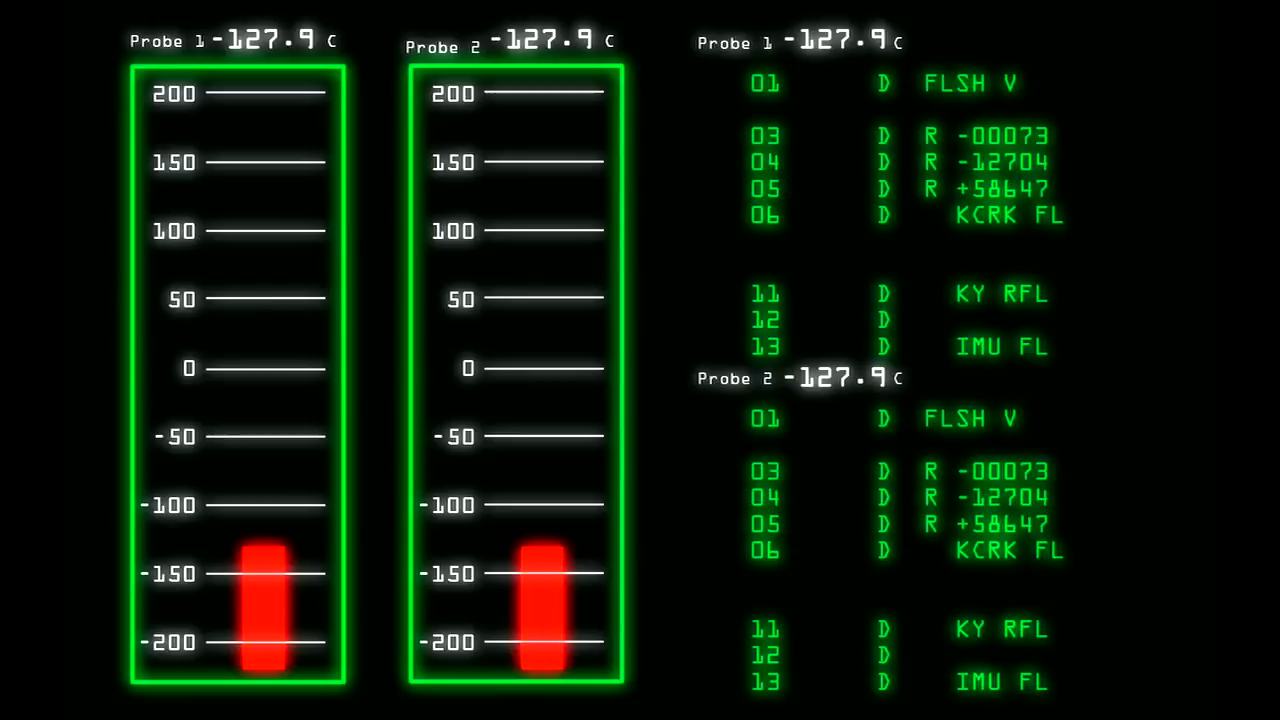 Probe 1 -127.9 C
200
150
100
50
0
-50
-100
-150
-200
Probe 2 -127.9 C
200
150
100
50
0
-50
-100
-150
-200
Probe 1 -127.9 C
01 D FLSH V
03 D R -00073
04 D R -12704
05 D R +58647
06 D KCRK FL
11 D KY RFL
12 D
13 D IMU FL
Probe 2 -127.9 C
01 D FLSH V
03 D R -00073
04 D R -12704
05 D R +58647
06 D KCRK FL
11 D KY RFL
12 D
13 D IMU FL